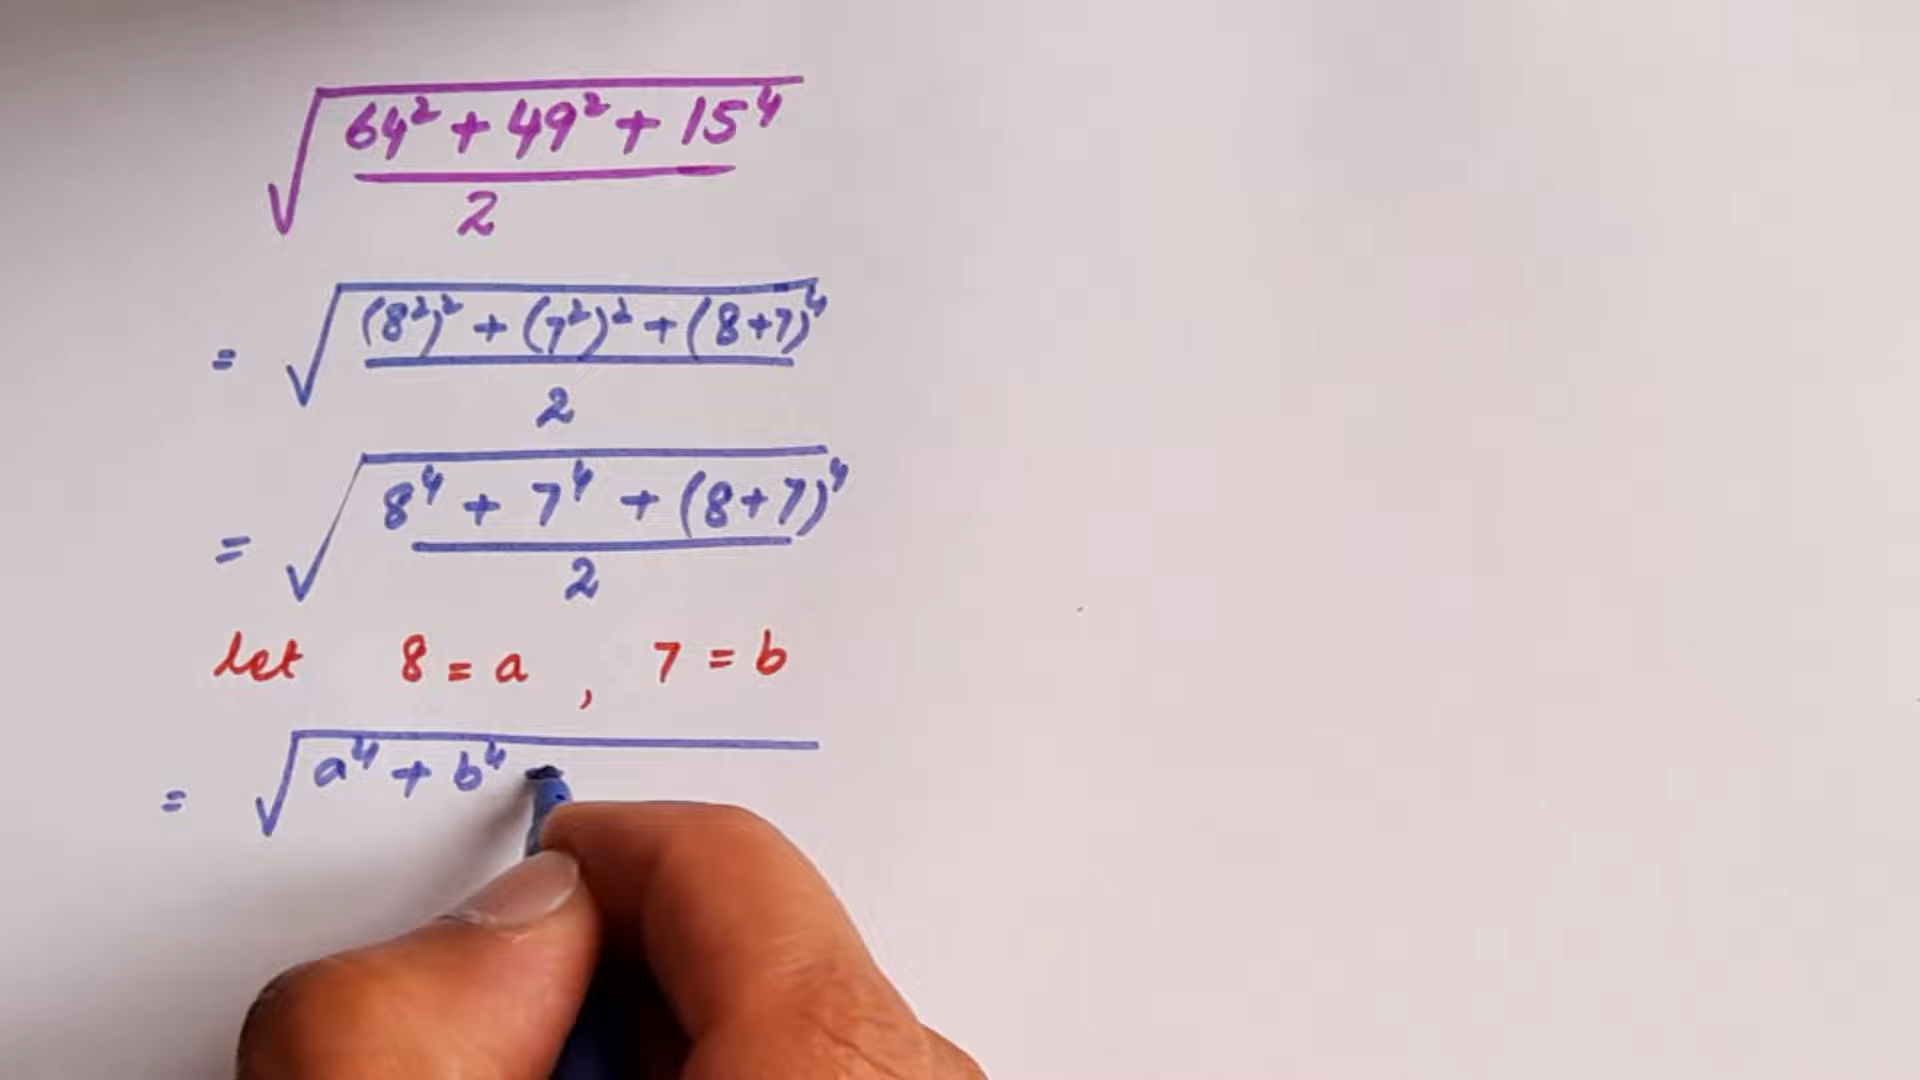 √((64² + 49² + 15⁴)/2)
= √(((8²)² + (7²)² + (8+7)⁴)/2)
= √((8⁴ + 7⁴ + (8+7)⁴)/2)
let 8 = a , 7 = b
= √(a⁴ + b⁴